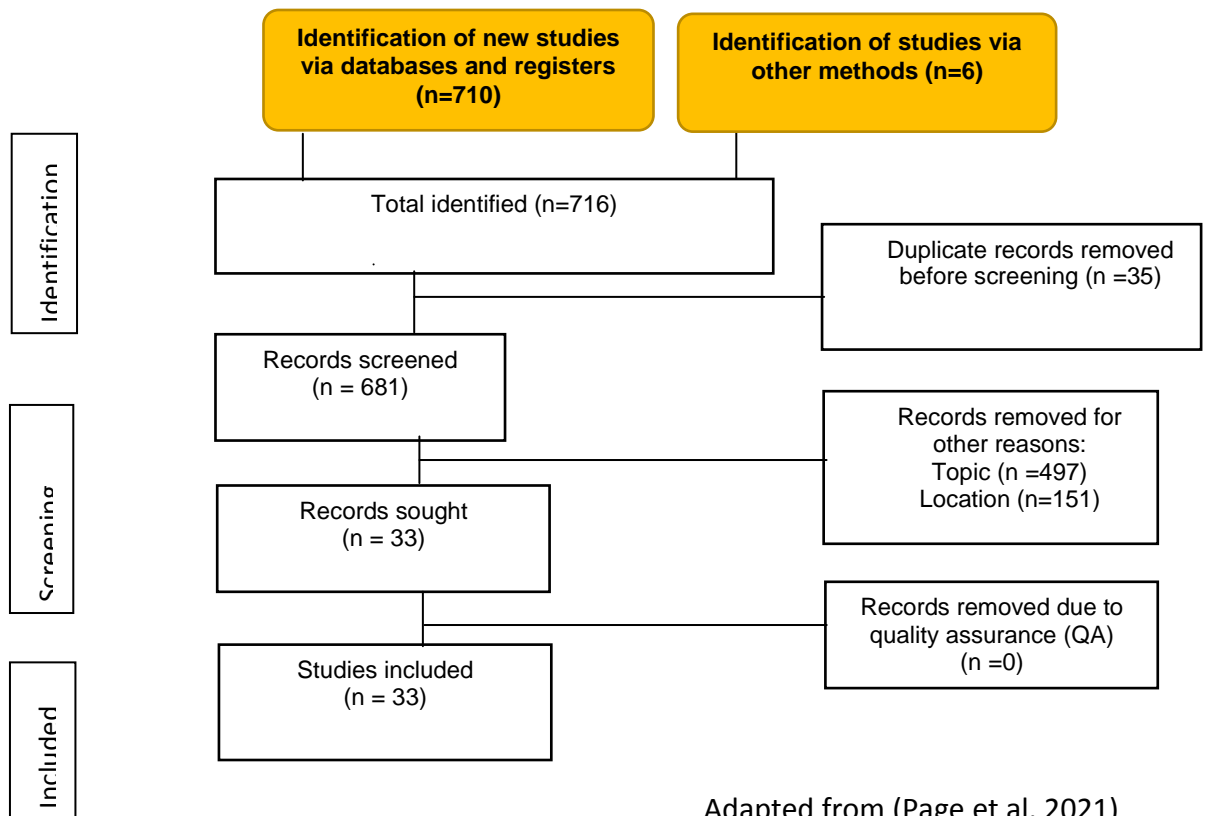 Identification of new studies
via databases and registers
(n=710)
Identification of studies via
other methods (n=6)
Identification
Total identified (n=716)
.
Duplicate records removed
before screening (n =35)
Records screened
(n = 681)
Screening
Records removed for
other reasons:
Topic (n =497)
Location (n=151)
Records sought
(n = 33)
Records removed due to
quality assurance (QA)
(n =0)
Included
Studies included
(n = 33)
Adapted from (Page et al. 2021)